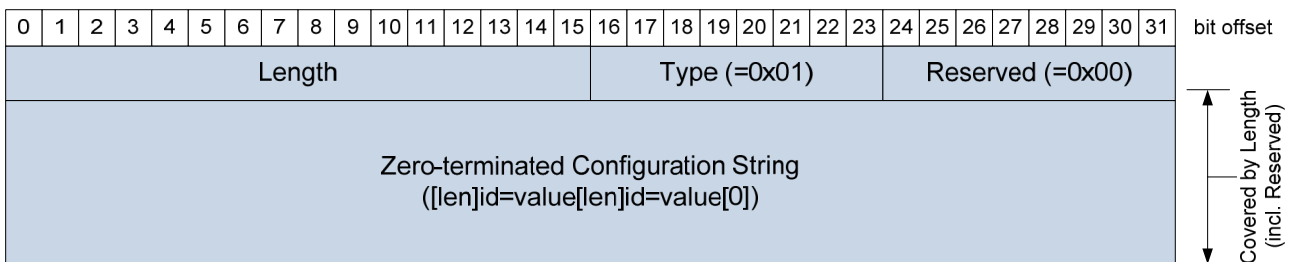 0 1 2 3 4 5 6 7 8 9 10 11 12 13 14 15 16 17 18 19 20 21 22 23 24 25 26 27 28 29 30 31 bit offset
Length Type (=0x01) Reserved (=0x00)
Zero-terminated Configuration String
([len]id=value[len]id=value[0])
Covered by Length
(incl. Reserved)